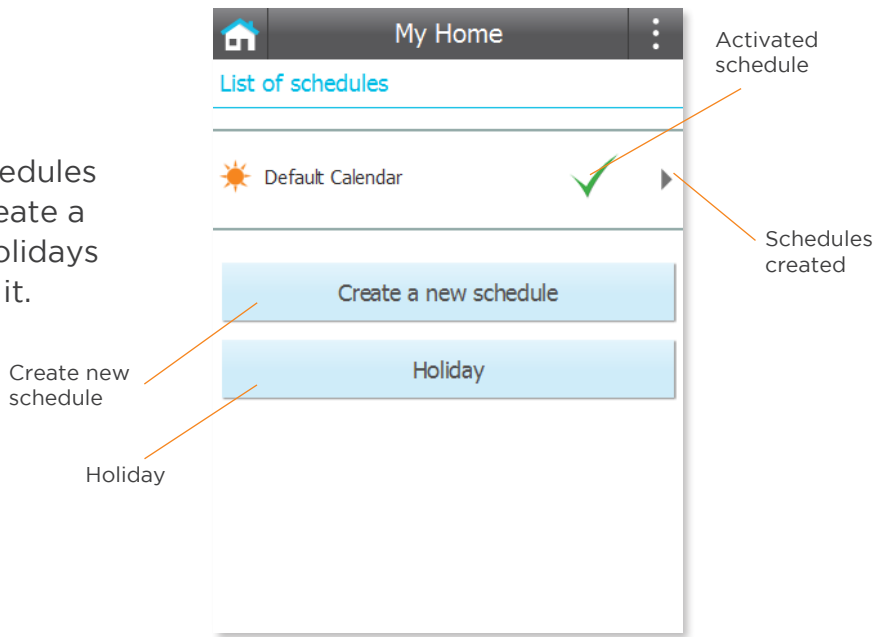 My Home
List of schedules
Default Calendar
Create a new schedule
Holiday
Activated
schedule
Schedules
created
edules
eate a
olidays
it.
Create new
schedule
Holiday